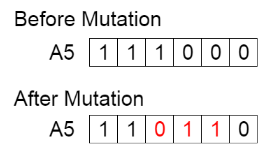 Before Mutation
A5 1 1 1 0 0 0
After Mutation
A5 1 1 0 1 1 0